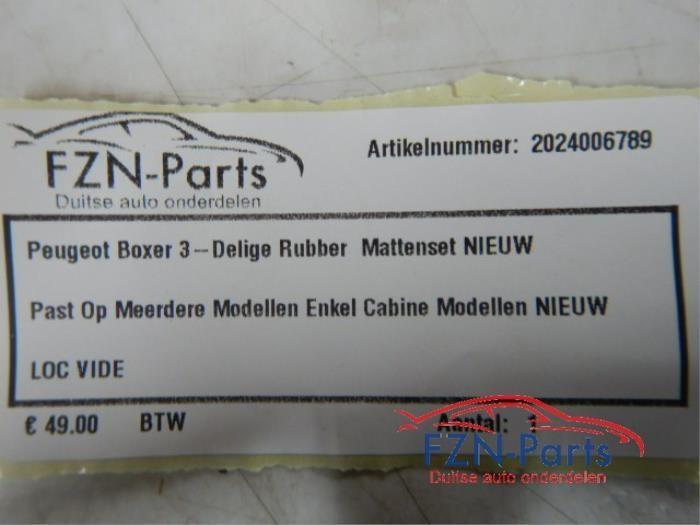 FZN-Parts
Duitse auto onderdelen
Artikelnummer: 2024006789
Peugeot Boxer 3-Delige Rubber Mattenset NIEUW
Past Op Meerdere Modellen Enkel Cabine Modellen NIEUW
LOC VIDE
€ 49.00 BTW Aantal: 1
FZN-Parts
Duitse auto onderdelen